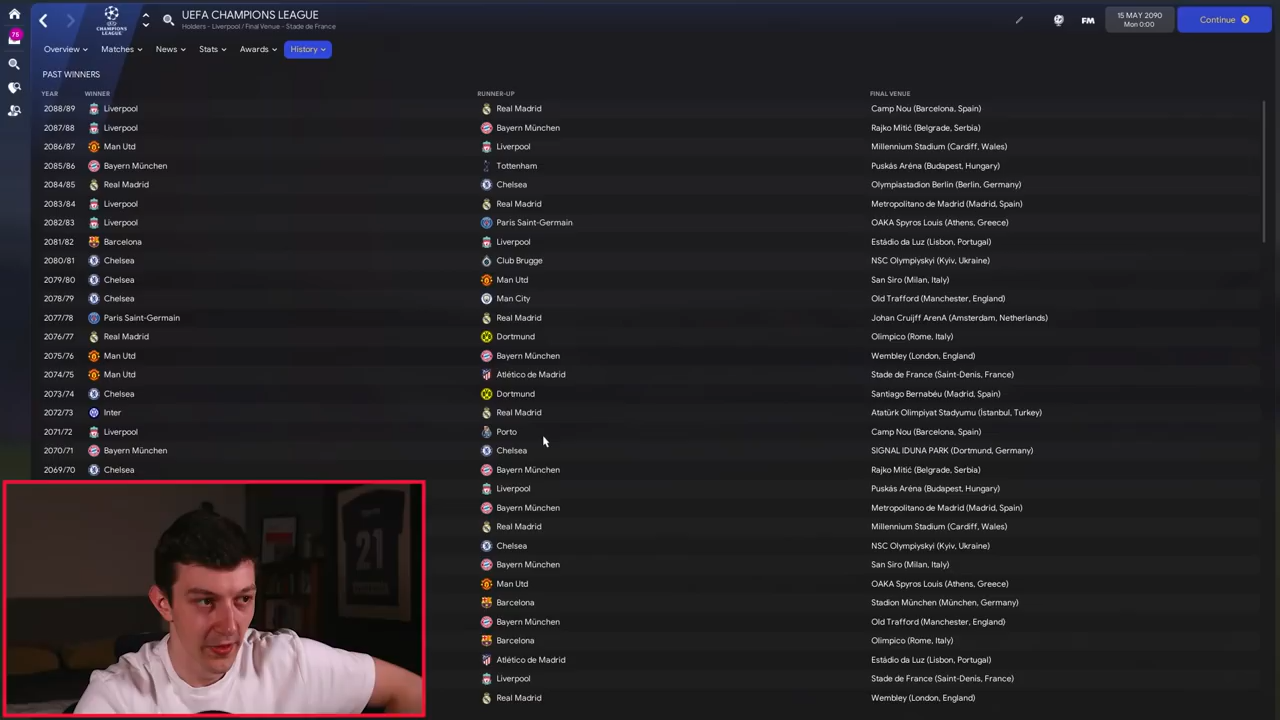 UEFA CHAMPIONS LEAGUE
Holders - Liverpool / Final Venue - Stade de France
CHAMPIONS LEAGUE
FM
15 MAY 2090
Mon 0:00
Continue
75
Overview Matches News Stats Awards History
PAST WINNERS
YEAR WINNER RUNNER-UP FINAL VENUE
2088/89 Liverpool Real Madrid Camp Nou (Barcelona, Spain)
2087/88 Liverpool Bayern München Rajko Mitić (Belgrade, Serbia)
2086/87 Man Utd Liverpool Millennium Stadium (Cardiff, Wales)
2085/86 Bayern München Tottenham Puskás Aréna (Budapest, Hungary)
2084/85 Real Madrid Chelsea Olympiastadion Berlin (Berlin, Germany)
2083/84 Liverpool Real Madrid Metropolitano de Madrid (Madrid, Spain)
2082/83 Liverpool Paris Saint-Germain OAKA Spyros Louis (Athens, Greece)
2081/82 Barcelona Liverpool Estádio da Luz (Lisbon, Portugal)
2080/81 Chelsea Club Brugge NSC Olympiyskyi (Kyiv, Ukraine)
2079/80 Chelsea Man Utd San Siro (Milan, Italy)
2078/79 Chelsea Man City Old Trafford (Manchester, England)
2077/78 Paris Saint-Germain Real Madrid Johan Cruijff ArenA (Amsterdam, Netherlands)
2076/77 Real Madrid Dortmund Olimpico (Rome, Italy)
2075/76 Man Utd Bayern München Wembley (London, England)
2074/75 Man Utd Atlético de Madrid Stade de France (Saint-Denis, France)
2073/74 Chelsea Dortmund Santiago Bernabéu (Madrid, Spain)
2072/73 Inter Real Madrid Atatürk Olimpiyat Stadyumu (İstanbul, Turkey)
2071/72 Liverpool Porto Camp Nou (Barcelona, Spain)
2070/71 Bayern München Chelsea SIGNAL IDUNA PARK (Dortmund, Germany)
2069/70 Chelsea Bayern München Rajko Mitić (Belgrade, Serbia)
Liverpool Puskás Aréna (Budapest, Hungary)
Bayern München Metropolitano de Madrid (Madrid, Spain)
Real Madrid Millennium Stadium (Cardiff, Wales)
Chelsea NSC Olympiyskyi (Kyiv, Ukraine)
Bayern München San Siro (Milan, Italy)
Man Utd OAKA Spyros Louis (Athens, Greece)
Barcelona Stadion München (München, Germany)
Bayern München Old Trafford (Manchester, England)
Barcelona Olimpico (Rome, Italy)
Atlético de Madrid Estádio da Luz (Lisbon, Portugal)
Liverpool Stade de France (Saint-Denis, France)
Real Madrid Wembley (London, England)
21